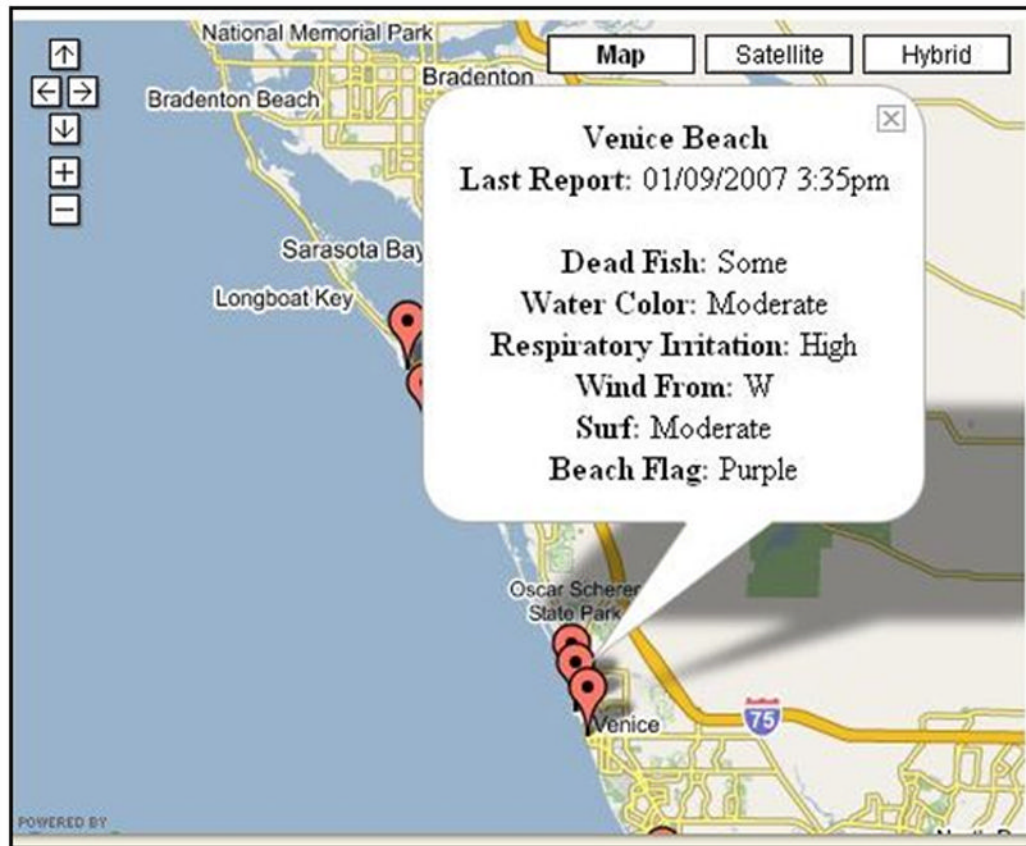 National Memorial Park
Map
Satellite
Hybrid
Bradenton
Bradenton Beach
Venice Beach
Last Report: 01/09/2007 3:35pm
Sarasota Bay
Dead Fish: Some
Longboat Key
Water Color: Moderate
Respiratory Irritation: High
Wind From: W
Surf: Moderate
Beach Flag: Purple
Oscar Scherer
State Park
75
Venice
POWERED BY